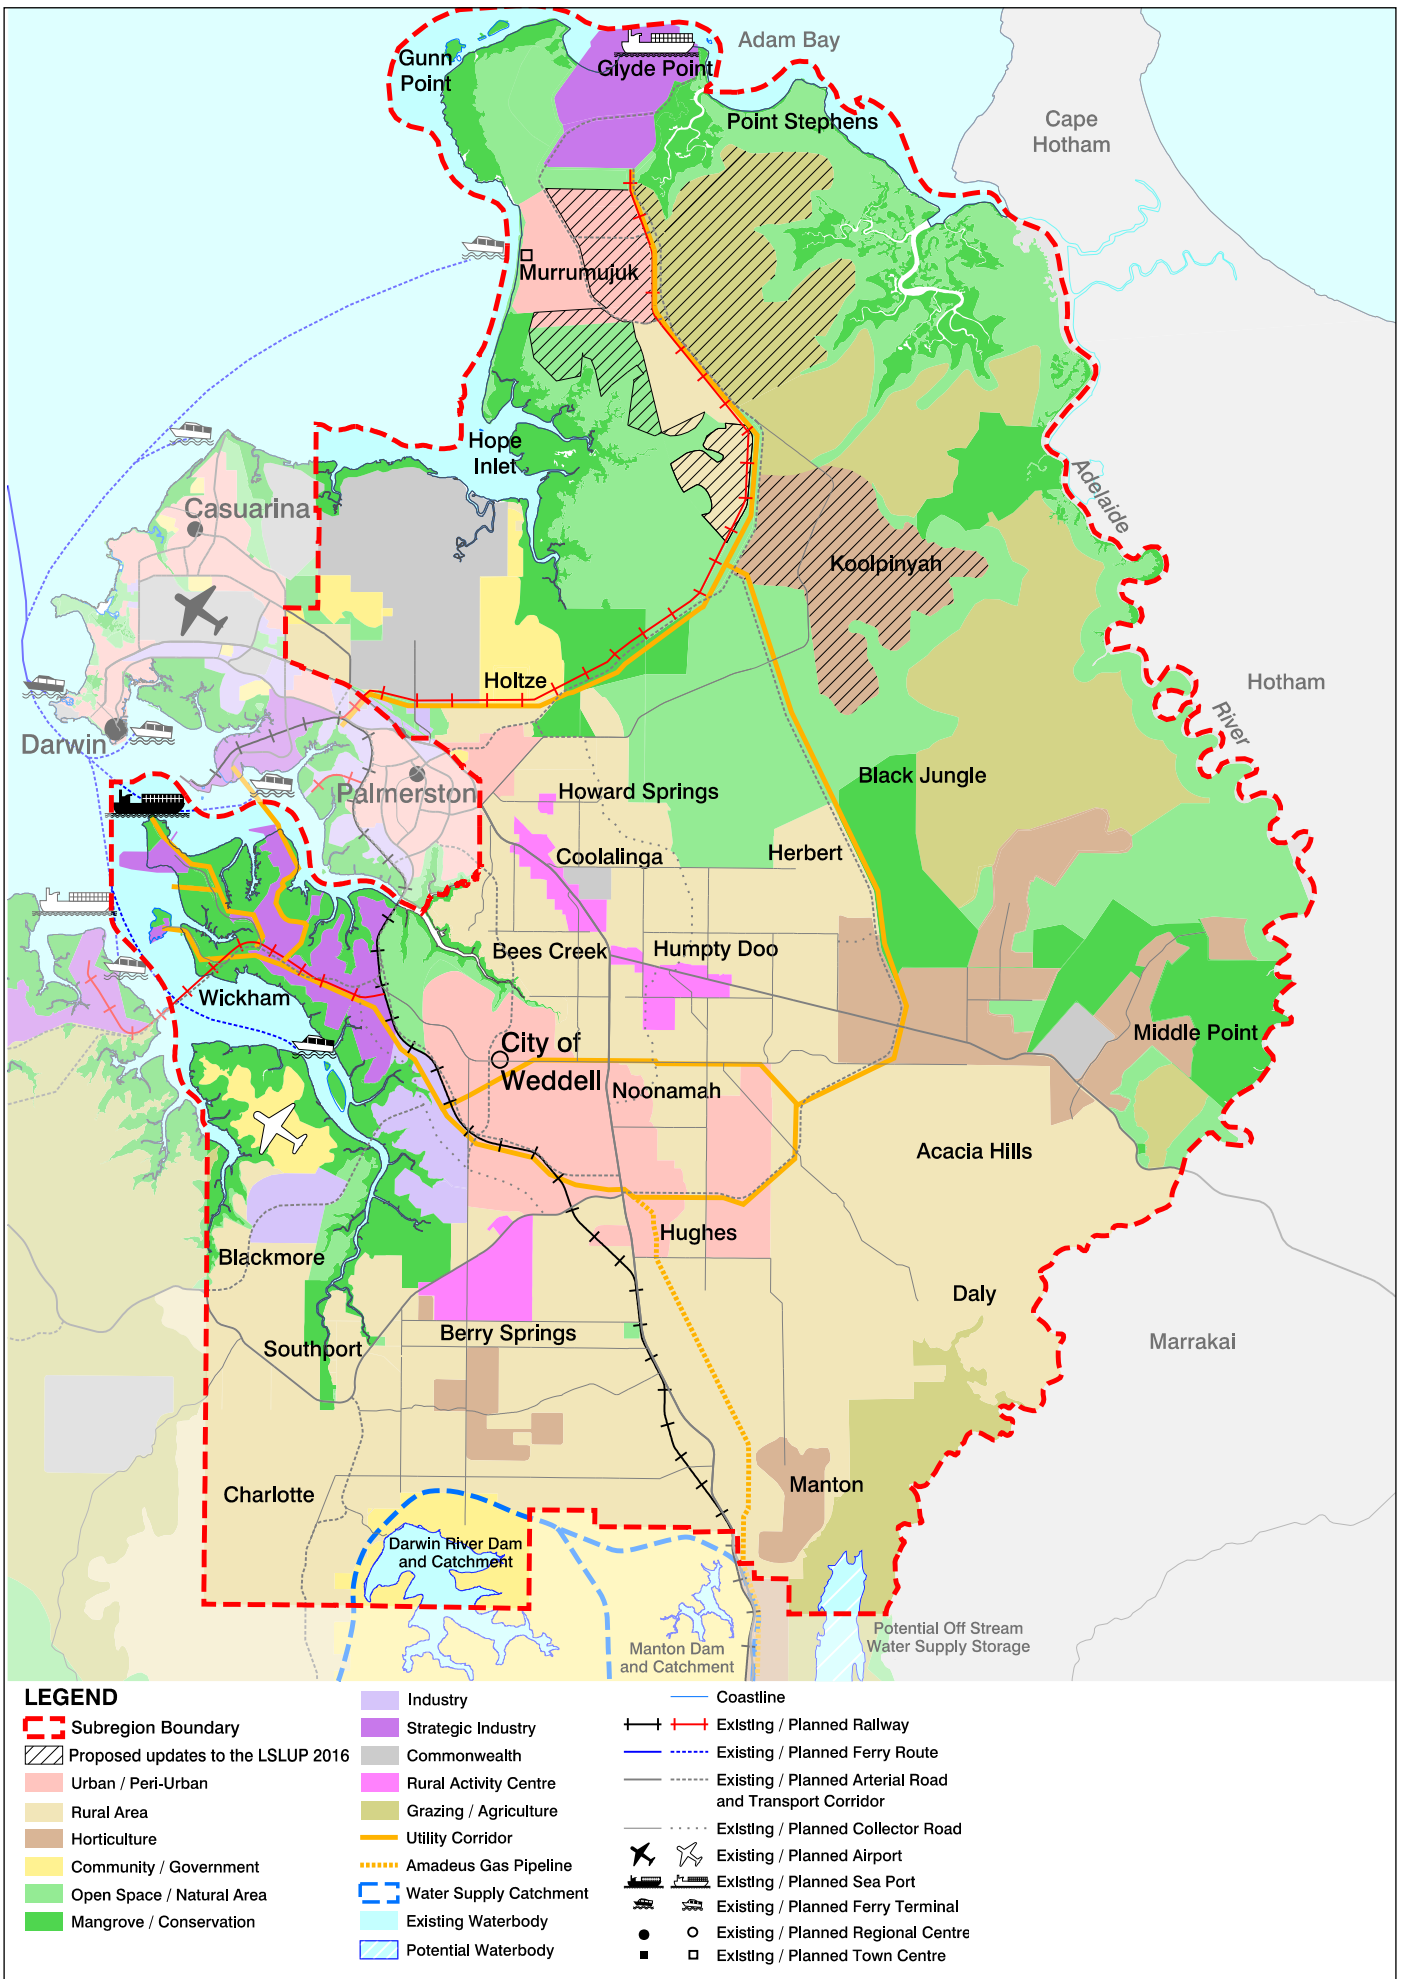 Adam Bay
Gunn
Point
Glyde Point
Point Stephens
Cape
Hotham
Murrumujuk
Hope
Inlet
Adelaide
River
Casuarina
Koolpinyah
Holtze
Hotham
Darwin
Palmerston
Howard Springs
Black Jungle
Coolalinga
Herbert
Bees Creek
Humpty Doo
Wickham
Middle Point
City of
Weddell
Noonamah
Acacia Hills
Hughes
Blackmore
Daly
Southport
Berry Springs
Marrakai
Charlotte
Manton
Darwin River Dam
and Catchment
Manton Dam
and Catchment
Potential Off Stream
Water Supply Storage
LEGEND
Subregion Boundary
Proposed updates to the LSLUP 2016
Urban / Peri-Urban
Rural Area
Horticulture
Community / Government
Open Space / Natural Area
Mangrove / Conservation
Industry
Strategic Industry
Commonwealth
Rural Activity Centre
Grazing / Agriculture
Utility Corridor
Amadeus Gas Pipeline
Water Supply Catchment
Existing Waterbody
Potential Waterbody
Coastline
Existing / Planned Railway
Existing / Planned Ferry Route
Existing / Planned Arterial Road
and Transport Corridor
Existing / Planned Collector Road
Existing / Planned Airport
Existing / Planned Sea Port
Existing / Planned Ferry Terminal
Existing / Planned Regional Centre
Existing / Planned Town Centre